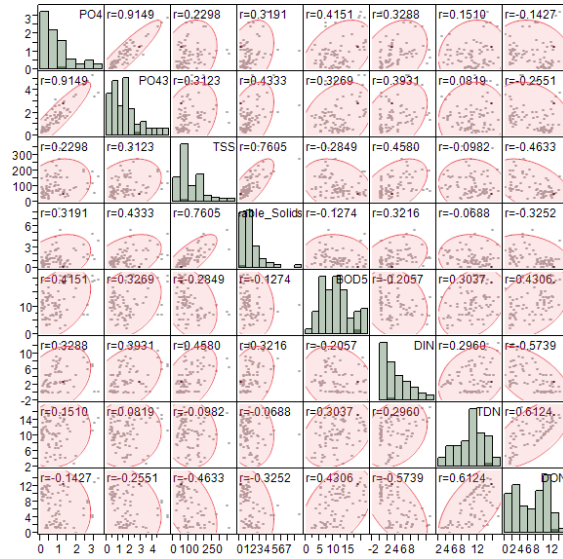 3 PO4 r=0.9149 r=0.2298 r=0.3191 r=0.4151 r=0.3288 r=0.1510 r=-0.1427
2
1
0
4 r=0.9149 PO43 r=0.3123 r=0.4333 r=0.3269 r=0.3931 r=0.0819 r=-0.2551
2
0
300 r=0.2298 r=0.3123 TSS r=0.7605 r=-0.2849 r=0.4580 r=-0.0982 r=-0.4633
200
100
0
r=0.3191 r=0.4333 r=0.7605 able_Solids r=-0.1274 r=0.3216 r=-0.0688 r=-0.3252
6
4
2
0
r=0.4151 r=0.3269 r=-0.2849 r=-0.1274 BOD5 r=-0.2057 r=0.3037 r=0.4306
10
0
r=0.3288 r=0.3931 r=0.4580 r=0.3216 r=-0.2057 DIN r=0.2960 r=-0.5739
10
6
2
-2
r=0.1510 r=0.0819 r=-0.0982 r=-0.0688 r=0.3037 r=0.2960 TDN r=0.6124
14
10
6
2
r=-0.1427 r=-0.2551 r=-0.4633 r=-0.3252 r=0.4306 r=-0.5739 r=0.6124 DON
12
8
4
0
0 1 2 3 0 1 2 3 4 0 100 250 01234567 0 5 10 15 -2 2 4 6 8 2 4 6 8 12 0 2 4 6 8 12